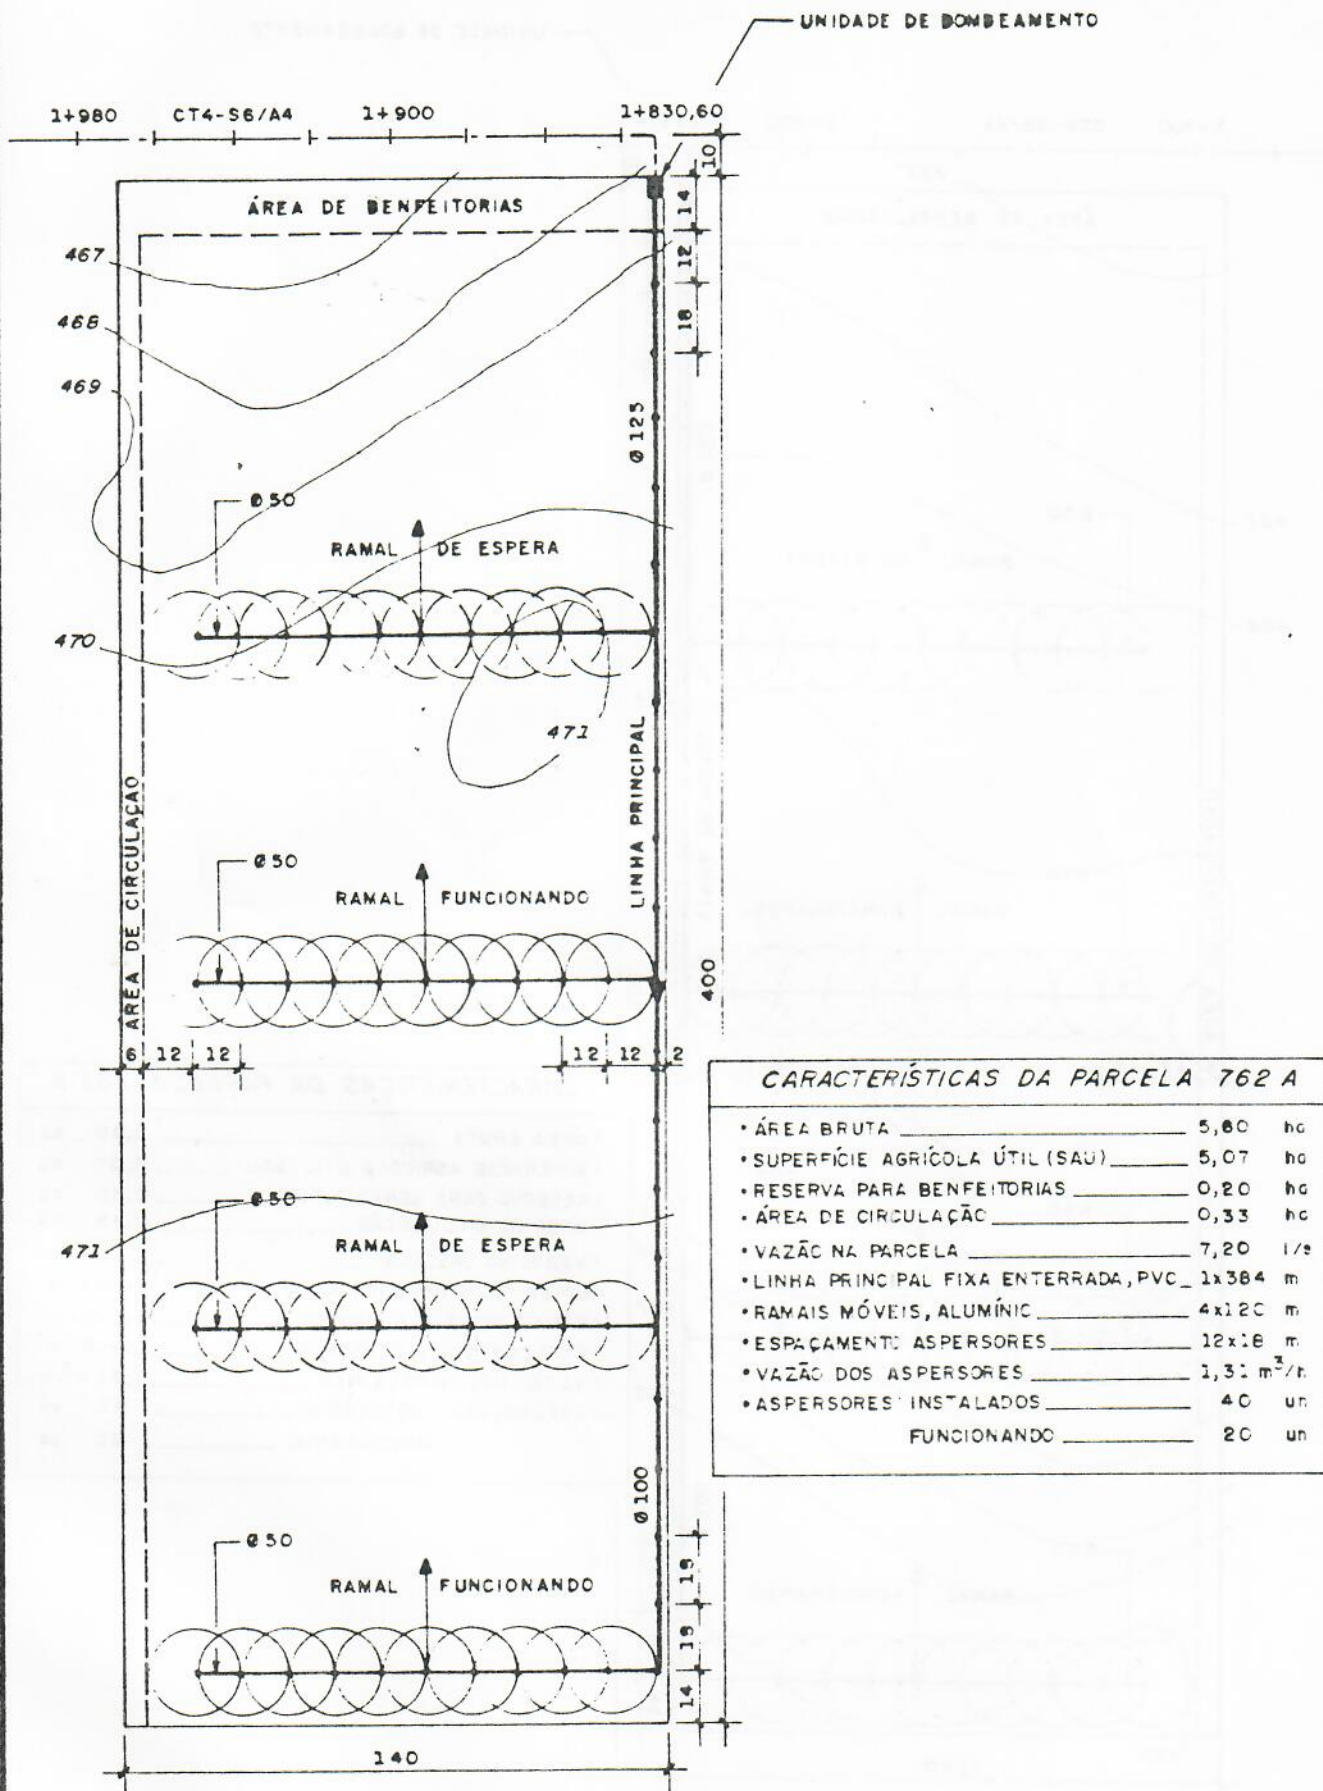 UNIDADE DE BOMBEAMENTO
1+980 CT4-S6/A4 1+900 1+830,60
10
ÁREA DE BENFEITORIAS
14
467
12
468
18
469
Ø 125
Ø50
RAMAL DE ESPERA
470
471
LINHA PRINCIPAL
ÁREA DE CIRCULAÇÃO
Ø50
RAMAL FUNCIONANDO
400
6 12 12 12 12 2
CARACTERÍSTICAS DA PARCELA 762 A
• ÁREA BRUTA 5,60 ha
• SUPERFÍCIE AGRÍCOLA ÚTIL (SAU) 5,07 ha
• RESERVA PARA BENFEITORIAS 0,20 ha
• ÁREA DE CIRCULAÇÃO 0,33 ha
• VAZÃO NA PARCELA 7,20 l/s
• LINHA PRINCIPAL FIXA ENTERRADA, PVC 1x384 m
• RAMAIS MÓVEIS, ALUMÍNIO 4x120 m
• ESPAÇAMENTO ASPERSORES 12x18 m
• VAZÃO DOS ASPERSORES 1,31 m³/h
• ASPERSORES INSTALADOS 40 un
FUNCIONANDO 20 un
Ø50
471
RAMAL DE ESPERA
Ø100
Ø50
RAMAL FUNCIONANDO
18
18
14
140